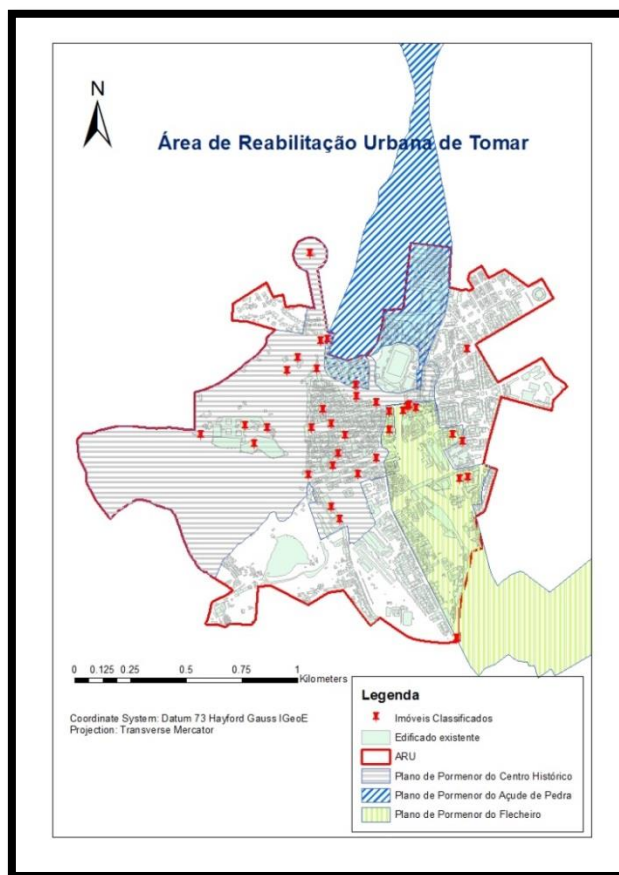 N
Área de Reabilitação Urbana de Tomar
0 0.125 0.25 0.5 0.75 1
Kilometers
Coordinate System: Datum 73 Hayford Gauss IGeoE
Projection: Transverse Mercator
Legenda
Imóveis Classificados
Edificado existente
ARU
Plano de Pormenor do Centro Histórico
Plano de Pormenor do Açude de Pedra
Plano de Pormenor do Flecheiro